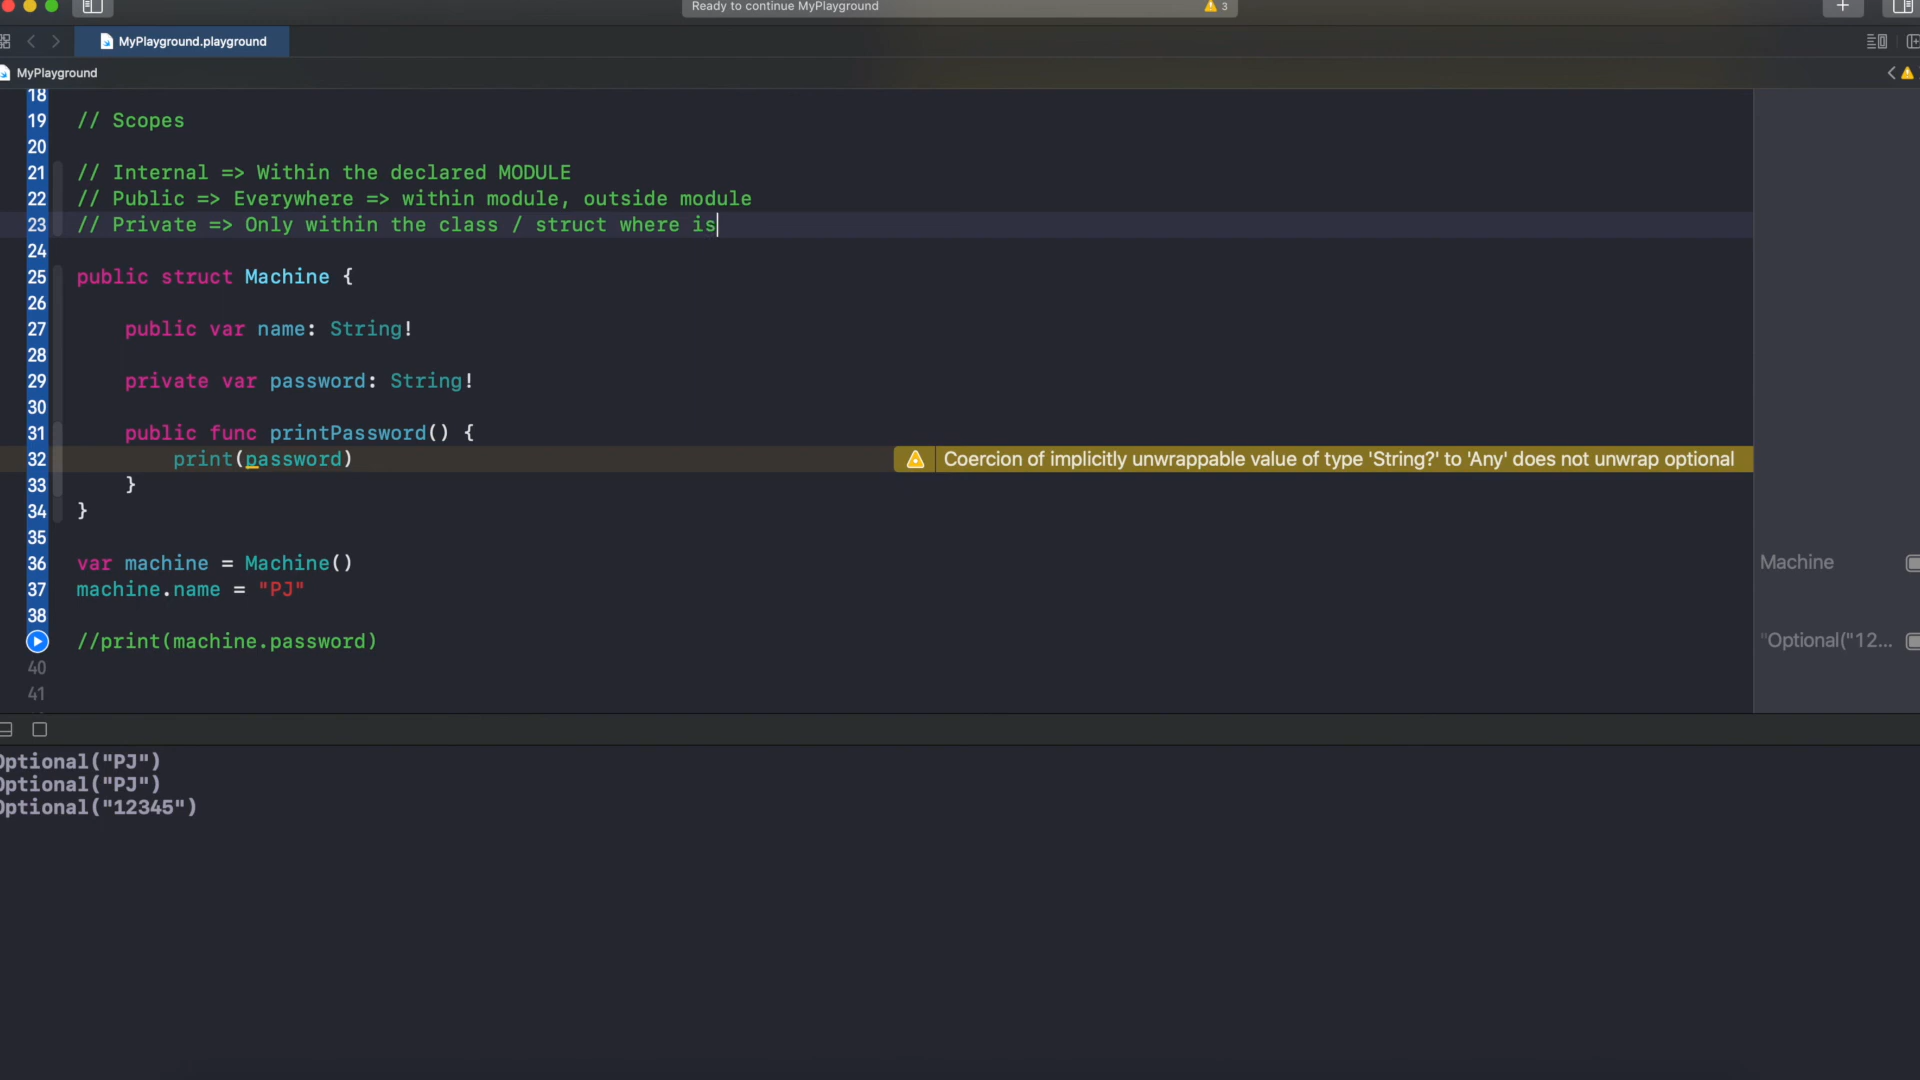 Ready to continue MyPlayground
3
MyPlayground.playground
MyPlayground
18
19 // Scopes
20
21 // Internal => Within the declared MODULE
22 // Public => Everywhere => within module, outside module
23 // Private => Only within the class / struct where is
24
25 public struct Machine {
26
27 public var name: String!
28
29 private var password: String!
30
31 public func printPassword() {
32 print(password) Coercion of implicitly unwrappable value of type 'String?' to 'Any' does not unwrap optional
33 }
34 }
35
36 var machine = Machine() Machine
37 machine.name = "PJ"
38
//print(machine.password) "Optional("12...
40
41
Optional("PJ")
Optional("PJ")
Optional("12345")